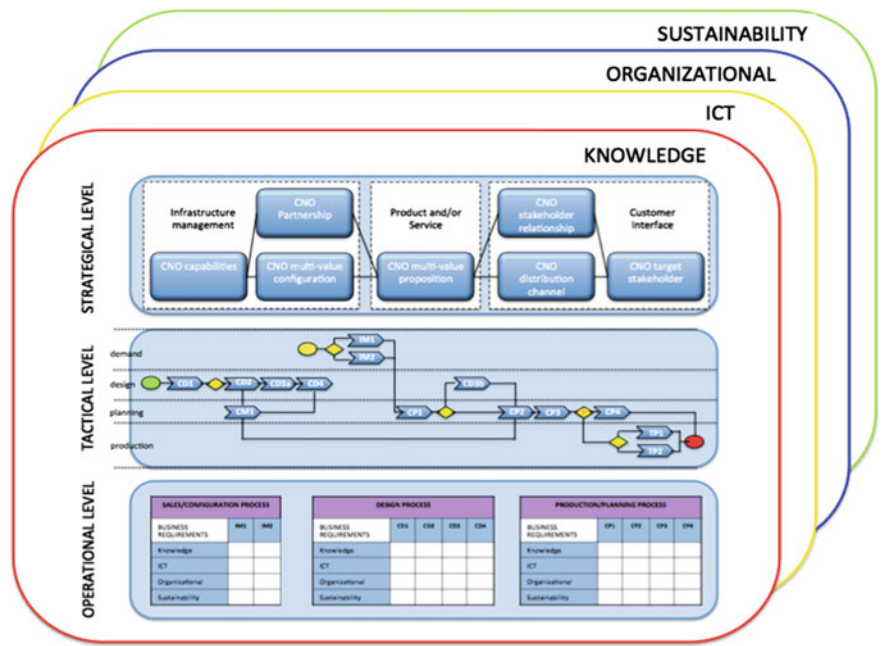 SUSTAINABILITY
ORGANIZATIONAL
ICT
KNOWLEDGE
STRATEGICAL LEVEL
Infrastructure
management
CNO
Partnership
CNO capabilities
CNO multi-value
configuration
Product and/or
Service
CNO multi-value
proposition
CNO
stakeholder
relationship
CNO
distribution
channel
Customer
Interface
CNO target
stakeholder
TACTICAL LEVEL
demand
IM1
IM2
design
CD1
CD2
CD3a
CD4
CD3b
planning
CM1
CP1
CP2
CP3
CP4
production
TP1
TP2
OPERATIONAL LEVEL
SALES/CONFIGURATION PROCESS
BUSINESS
REQUIREMENTS
IM1
IM2
Knowledge
ICT
Organizational
Sustainability
DESIGN PROCESS
BUSINESS
REQUIREMENTS
CD1
CD2
CD3
CD4
Knowledge
ICT
Organizational
Sustainability
PRODUCTION/PLANNING PROCESS
BUSINESS
REQUIREMENTS
CP1
CP2
CP3
CP4
Knowledge
ICT
Organizational
Sustainability